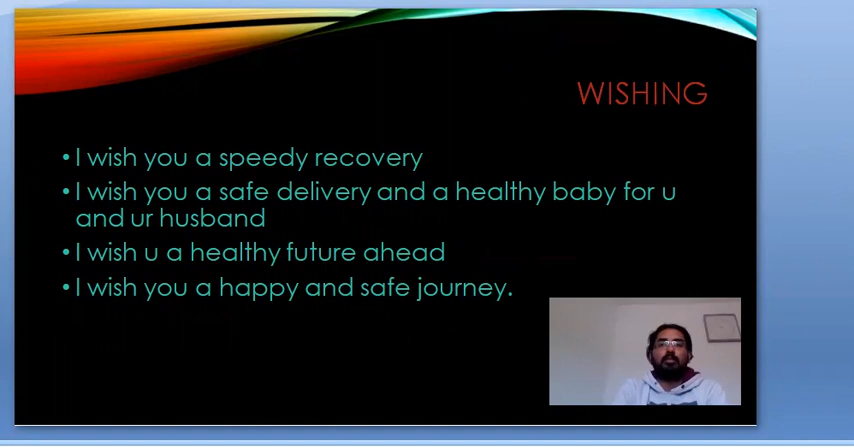 WISHING
• I wish you a speedy recovery
• I wish you a safe delivery and a healthy baby for u
and ur husband
• I wish u a healthy future ahead
• I wish you a happy and safe journey.